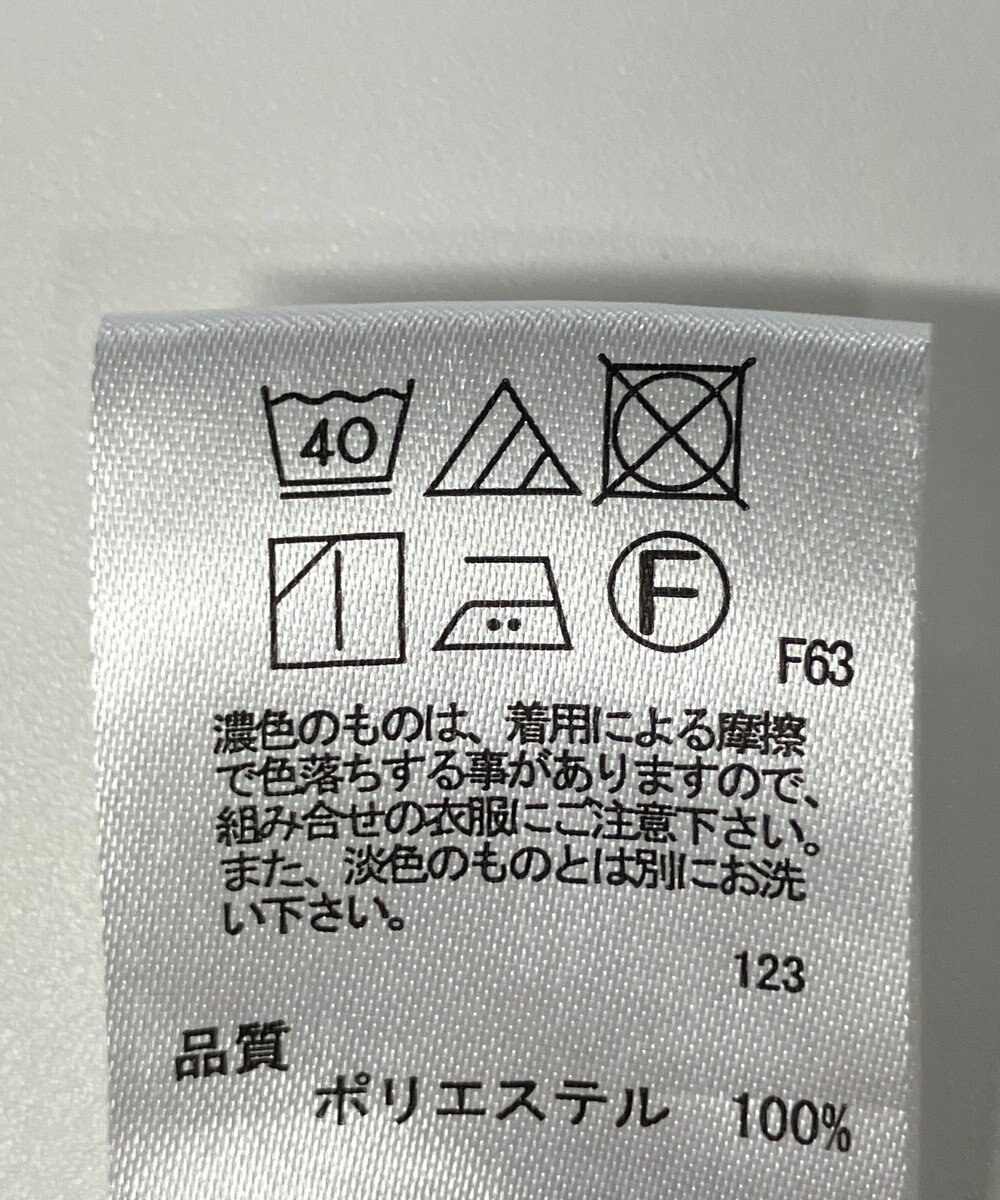 40
F
F63
濃色のものは、着用による摩擦
で色落ちする事がありますので、
組み合せの衣服にご注意下さい。
また、淡色のものとは別にお洗
い下さい。
123
品質
ポリエステル 100%